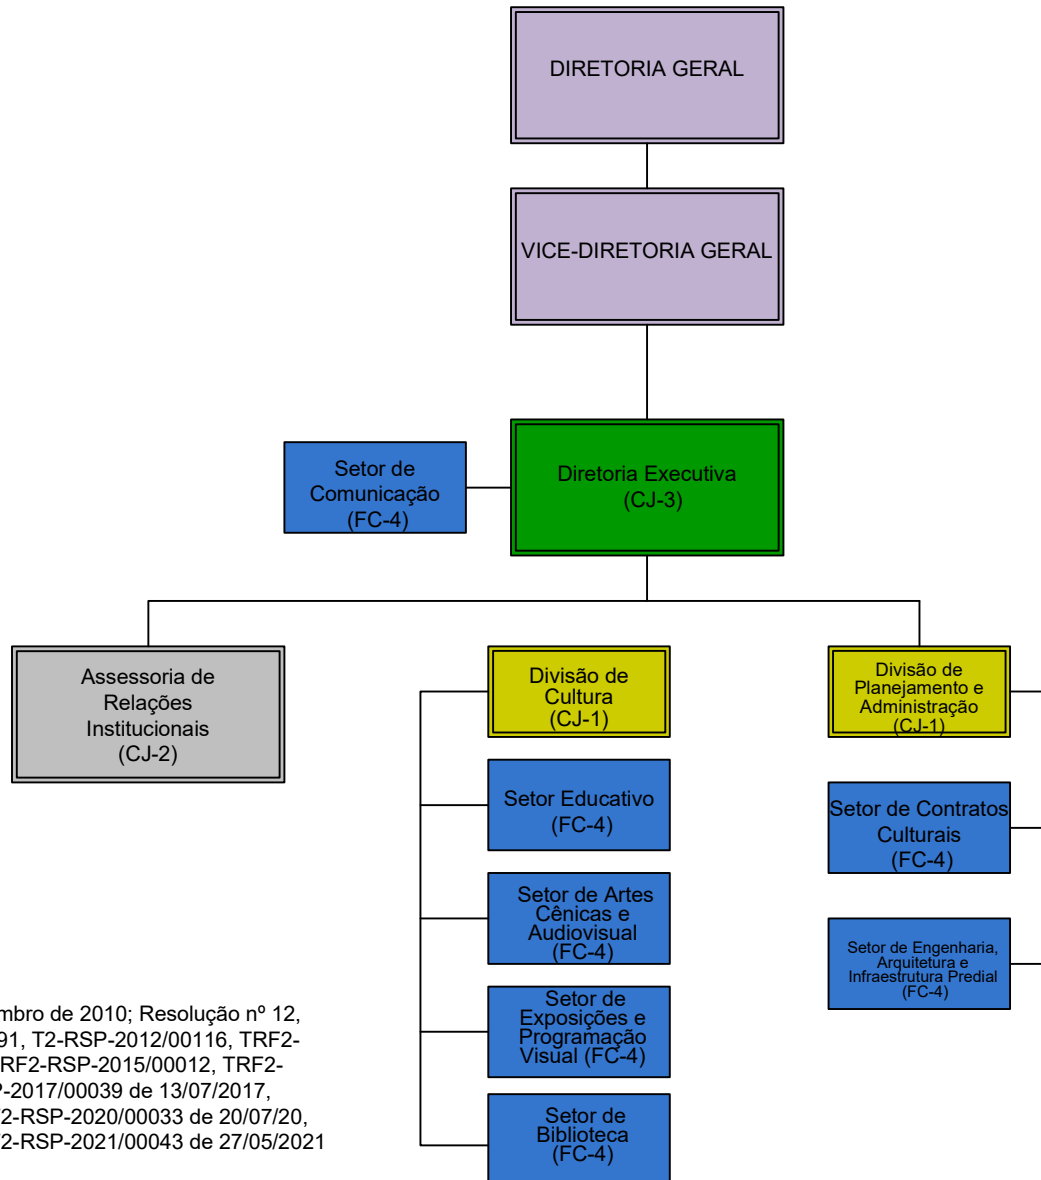 DIRETORIA GERAL
VICE-DIRETORIA GERAL
Setor de
Comunicação
(FC-4)
Diretoria Executiva
(CJ-3)
Assessoria de
Relações
Institucionais
(CJ-2)
Divisão de
Cultura
(CJ-1)
Divisão de
Planejamento e
Administração
(CJ-1)
Setor Educativo
(FC-4)
Setor de Contratos
Culturais
(FC-4)
Setor de Artes
Cênicas e
Audiovisual
(FC-4)
Setor de Engenharia,
Arquitetura e
Infraestrutura Predial
(FC-4)
Setor de
Exposições e
Programação
Visual (FC-4)
Setor de
Biblioteca
(FC-4)
mbro de 2010; Resolução nº 12,
91, T2-RSP-2012/00116, TRF2-
RF2-RSP-2015/00012, TRF2-
P-2017/00039 de 13/07/2017,
2-RSP-2020/00033 de 20/07/20,
2-RSP-2021/00043 de 27/05/2021